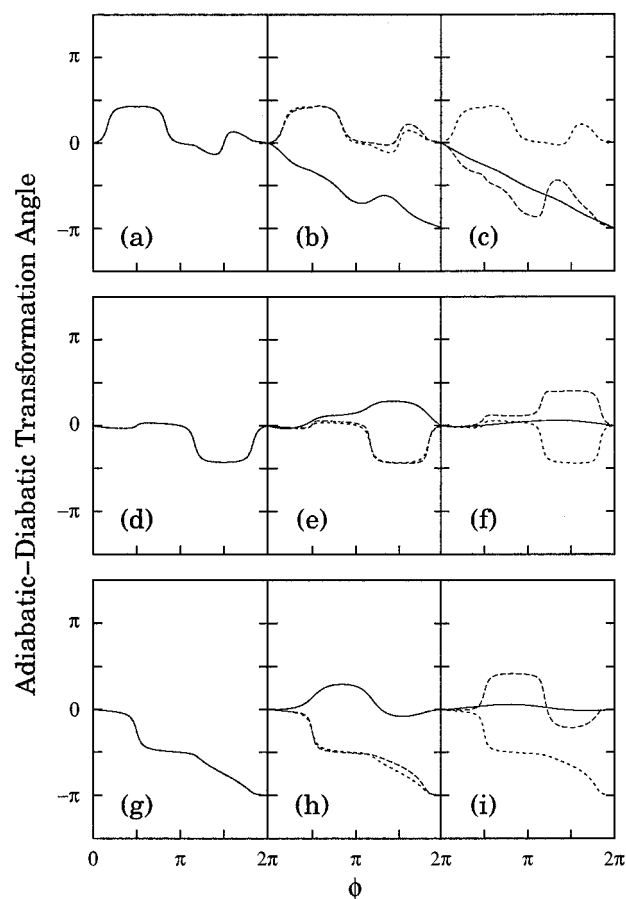 Adiabatic–Diabatic Transformation Angle
π
0
−π
(a)
(b)
(c)
π
0
−π
(d)
(e)
(f)
π
0
−π
(g)
(h)
(i)
0
π
2π
π
2π
π
2π
ϕ